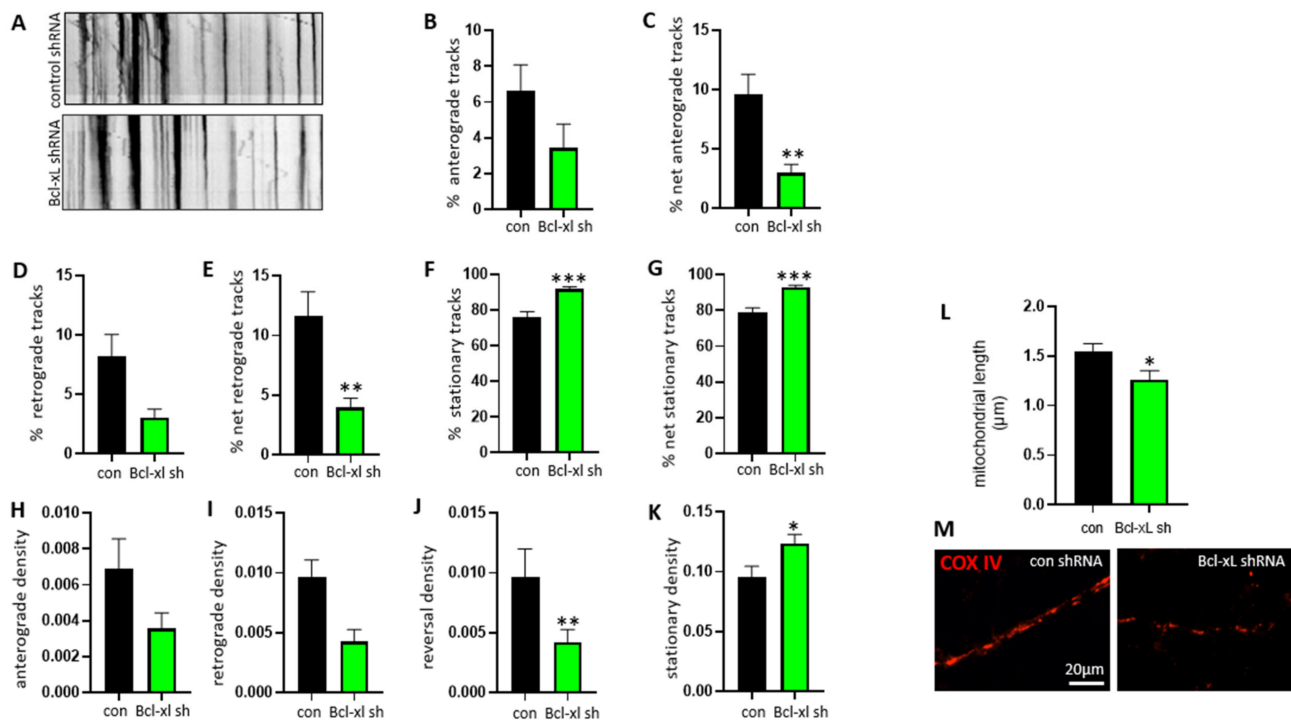 A
control shRNA
Bcl-xL shRNA
B
% anterograde tracks
10
8
6
4
2
0
con Bcl-xl sh
C
% net anterograde tracks
15
10
5
0
**
con Bcl-xl sh
D
% retrograde tracks
15
10
5
0
con Bcl-xl sh
E
% net retrograde tracks
15
10
5
0
**
con Bcl-xl sh
F
% stationary tracks
100
80
60
40
20
0
***
con Bcl-xl sh
G
% net stationary tracks
100
80
60
40
20
0
***
con Bcl-xl sh
H
anterograde density
0.010
0.008
0.006
0.004
0.002
0.000
con Bcl-xl sh
I
retrograde density
0.015
0.010
0.005
0.000
con Bcl-xl sh
J
reversal density
0.015
0.010
0.005
0.000
**
con Bcl-xl sh
K
stationary density
0.15
0.10
0.05
0.00
*
con Bcl-xl sh
L
mitochondrial length
(µm)
2.0
1.5
1.0
0.5
0.0
*
con Bcl-xL sh
M
COX IV
con shRNA
20µm
Bcl-xL shRNA